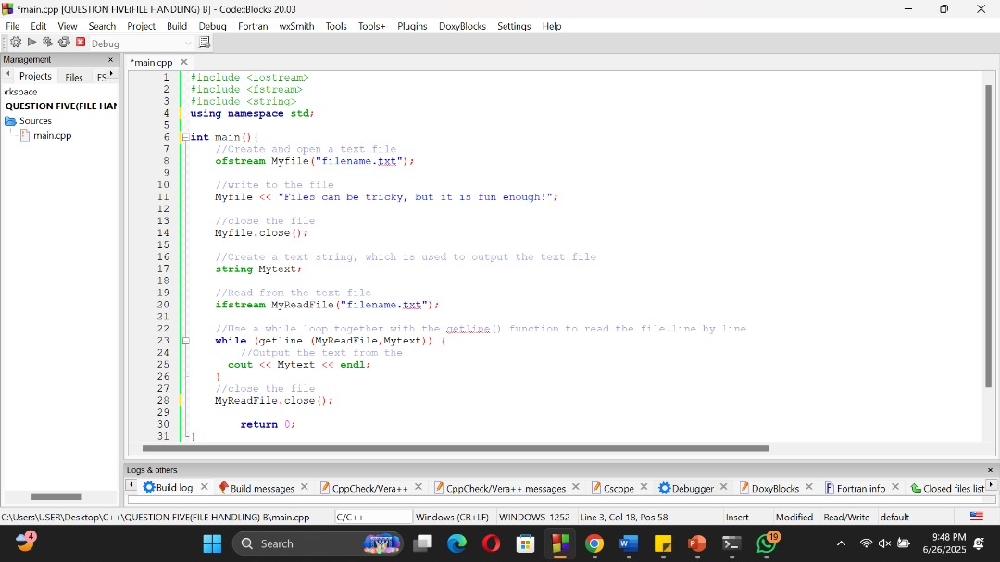 *main.cpp [QUESTION FIVE(FILE HANDLING) B] - Code::Blocks 20.03
File Edit View Search Project Build Debug Fortran wxSmith Tools Tools+ Plugins DoxyBlocks Settings Help
Debug
Management
*main.cpp
Projects Files FS
rkspace
QUESTION FIVE(FILE HAN
Sources
main.cpp
1 #include <iostream>
2 #include <fstream>
3 #include <string>
4 using namespace std;
5
6 int main(){
7 //Create and open a text file
8 ofstream Myfile("filename.txt");
9
10 //write to the file
11 Myfile << "Files can be tricky, but it is fun enough!";
12
13 //close the file
14 Myfile.close();
15
16 //Create a text string, which is used to output the text file
17 string Mytext;
18
19 //Read from the text file
20 ifstream MyReadFile("filename.txt");
21
22 //Use a while loop together with the getline() function to read the file.line by line
23 while (getline (MyReadFile,Mytext)) {
24 //Output the text from the
25 cout << Mytext << endl;
26 }
27 //close the file
28 MyReadFile.close();
29
30 return 0;
31 }
Logs & others
Build log Build messages CppCheck/Vera++ CppCheck/Vera++ messages Cscope Debugger DoxyBlocks Fortran info Closed files list
C:\Users\USER\Desktop\C++\QUESTION FIVE(FILE HANDLING) B\main.cpp C/C++ Windows (CR+LF) WINDOWS-1252 Line 3, Col 18, Pos 58 Insert Modified Read/Write default
4
Search
19
9:48 PM
6/26/2025